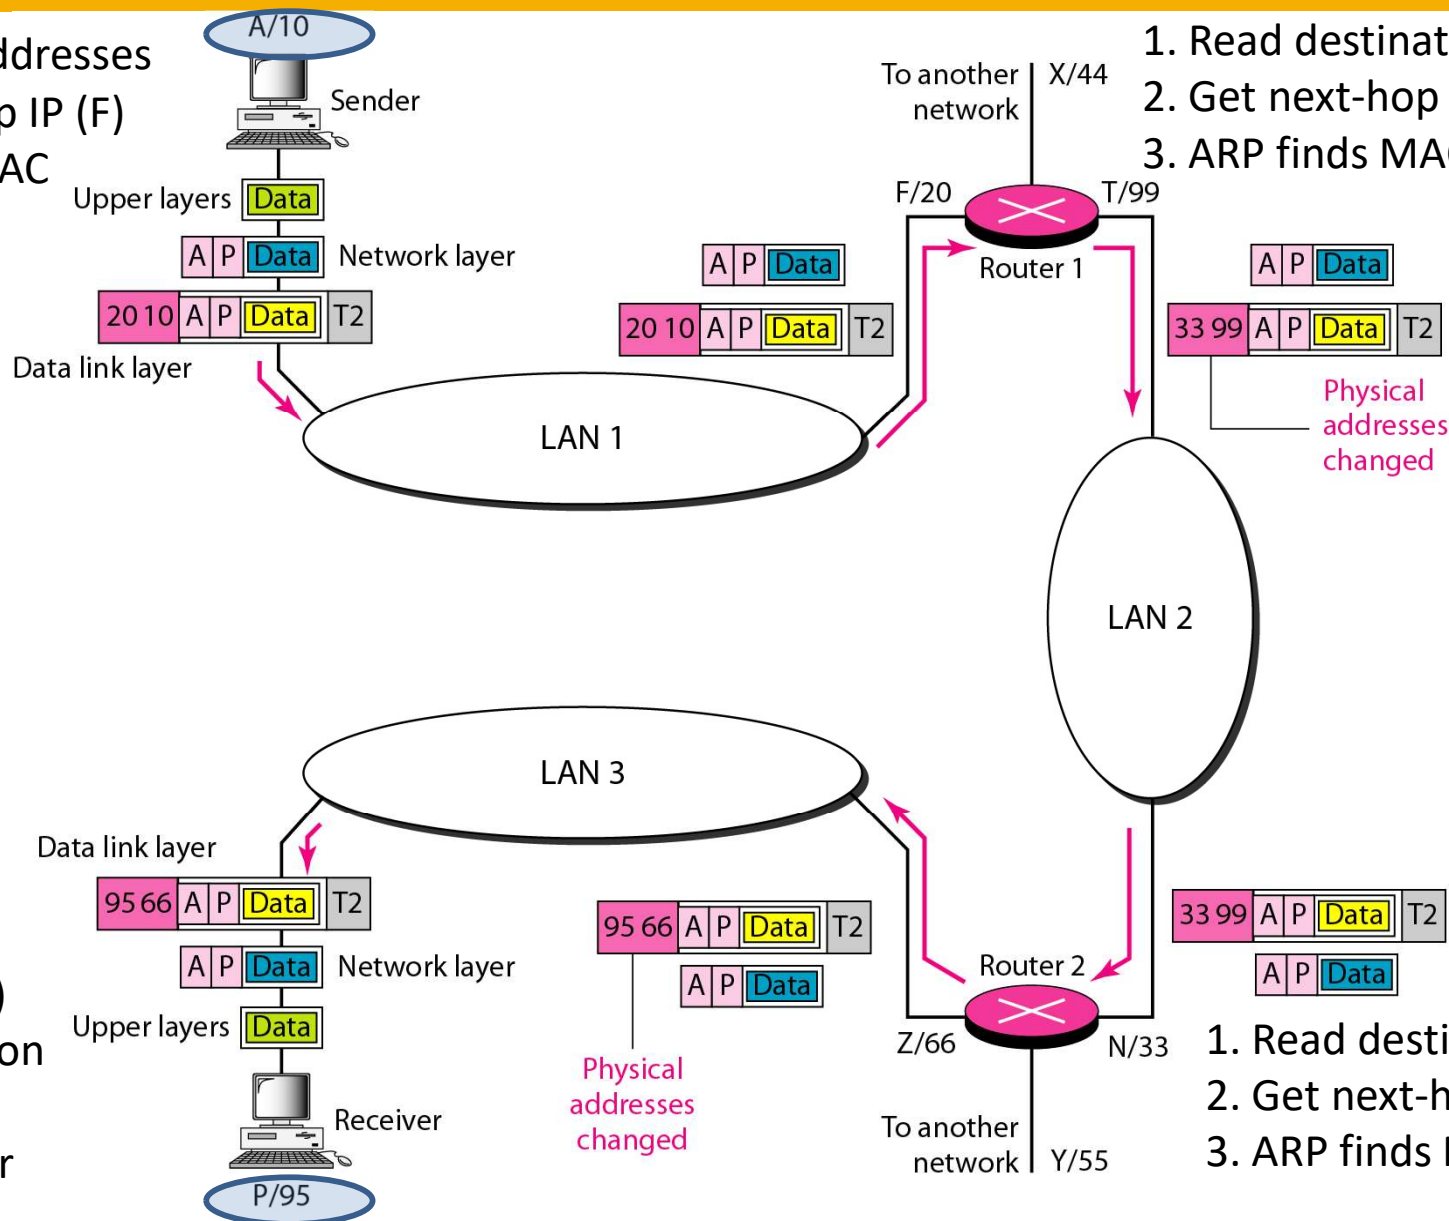 A/10
ddresses
p IP (F)
AC
Sender
Upper layers
Data
A P Data
Network layer
20 10 A P Data T2
Data link layer
LAN 1
To another
network
X/44
1. Read destinat
2. Get next-hop
3. ARP finds MAC
F/20
T/99
Router 1
A P Data
20 10 A P Data T2
A P Data
33 99 A P Data T2
Physical
addresses
changed
LAN 2
LAN 3
Data link layer
95 66 A P Data T2
A P Data
Network layer
)
Upper layers
Data
on
Receiver
r
P/95
95 66 A P Data T2
A P Data
Physical
addresses
changed
Router 2
Z/66
N/33
To another
network
Y/55
33 99 A P Data T2
A P Data
1. Read desti
2. Get next-h
3. ARP finds